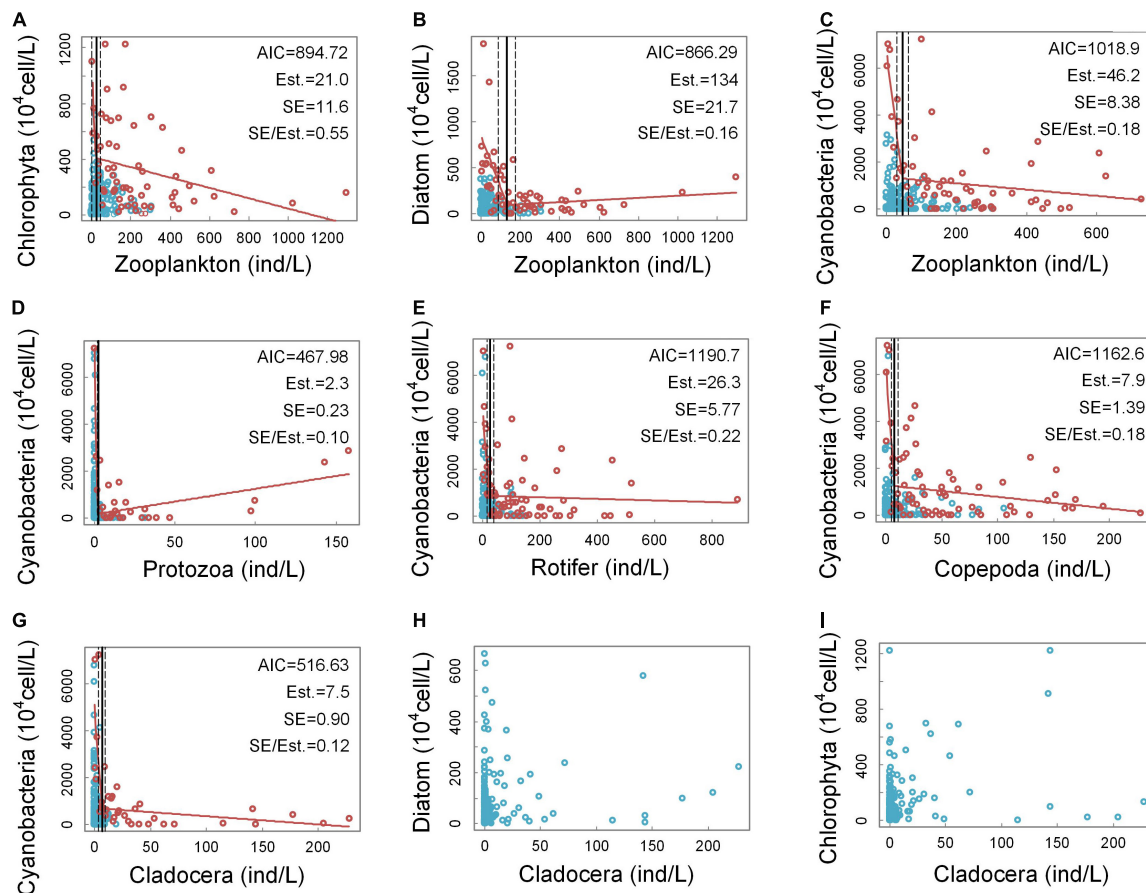 A
Chlorophyta (10⁴cell/L)
1200
800
400
0
AIC=894.72
Est.=21.0
SE=11.6
SE/Est.=0.55
0 200 400 600 800 1000 1200
Zooplankton (ind/L)
B
Diatom (10⁴cell/L)
1500
1000
500
0
AIC=866.29
Est.=134
SE=21.7
SE/Est.=0.16
0 200 400 600 800 1000 1200
Zooplankton (ind/L)
C
Cyanobacteria (10⁴cell/L)
6000
4000
2000
0
AIC=1018.9
Est.=46.2
SE=8.38
SE/Est.=0.18
0 200 400 600
Zooplankton (ind/L)
D
Cyanobacteria (10⁴cell/L)
6000
4000
2000
0
AIC=467.98
Est.=2.3
SE=0.23
SE/Est.=0.10
0 50 100 150
Protozoa (ind/L)
E
Cyanobacteria (10⁴cell/L)
6000
4000
2000
0
AIC=1190.7
Est.=26.3
SE=5.77
SE/Est.=0.22
0 200 400 600 800
Rotifer (ind/L)
F
Cyanobacteria (10⁴cell/L)
6000
4000
2000
0
AIC=1162.6
Est.=7.9
SE=1.39
SE/Est.=0.18
0 50 100 150 200
Copepoda (ind/L)
G
Cyanobacteria (10⁴cell/L)
6000
4000
2000
0
AIC=516.63
Est.=7.5
SE=0.90
SE/Est.=0.12
0 50 100 150 200
Cladocera (ind/L)
H
Diatom (10⁴cell/L)
600
400
200
0
0 50 100 150 200
Cladocera (ind/L)
I
Chlorophyta (10⁴cell/L)
1200
800
400
0
0 50 100 150 200
Cladocera (ind/L)